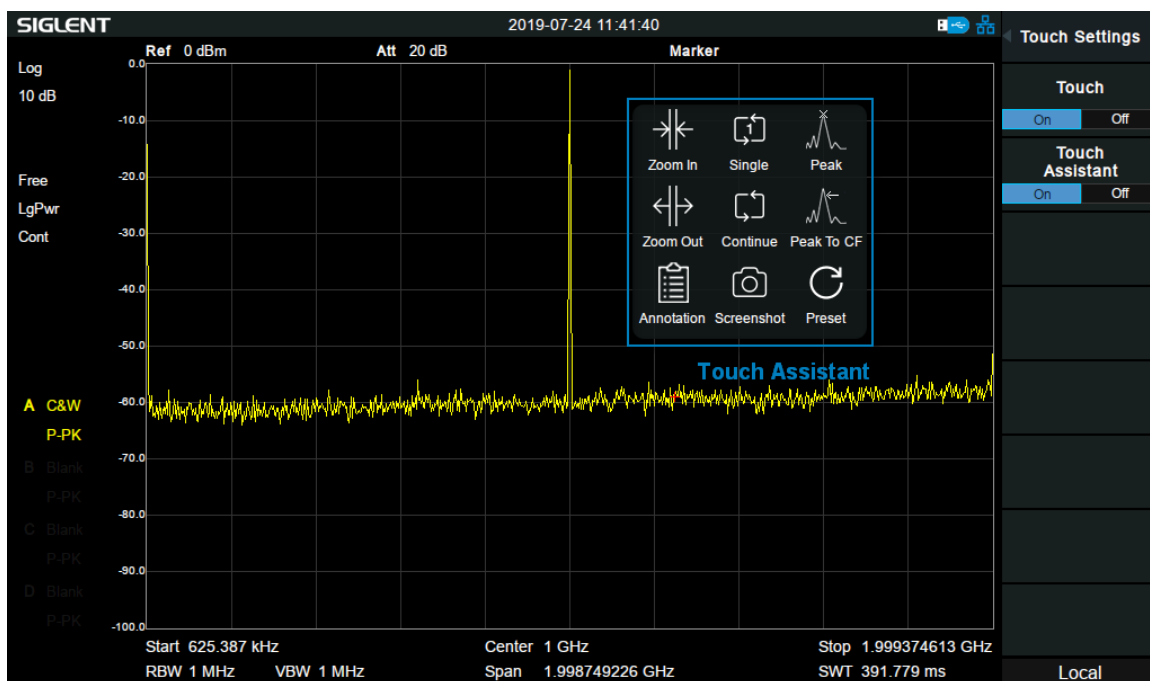 SIGLENT 2019-07-24 11:41:40
Touch Settings
Ref 0 dBm Att 20 dB Marker
Log
10 dB
0.0
-10.0
-20.0
-30.0
-40.0
-50.0
-60.0
-70.0
-80.0
-90.0
-100.0
Free
LgPwr
Cont
A C&W
P-PK
B Blank
P-PK
C Blank
P-PK
D Blank
P-PK
Zoom In Single Peak
Zoom Out Continue Peak To CF
Annotation Screenshot Preset
Touch Assistant
Touch
On Off
Touch
Assistant
On Off
Start 625.387 kHz Center 1 GHz Stop 1.999374613 GHz
RBW 1 MHz VBW 1 MHz Span 1.998749226 GHz SWT 391.779 ms
Local